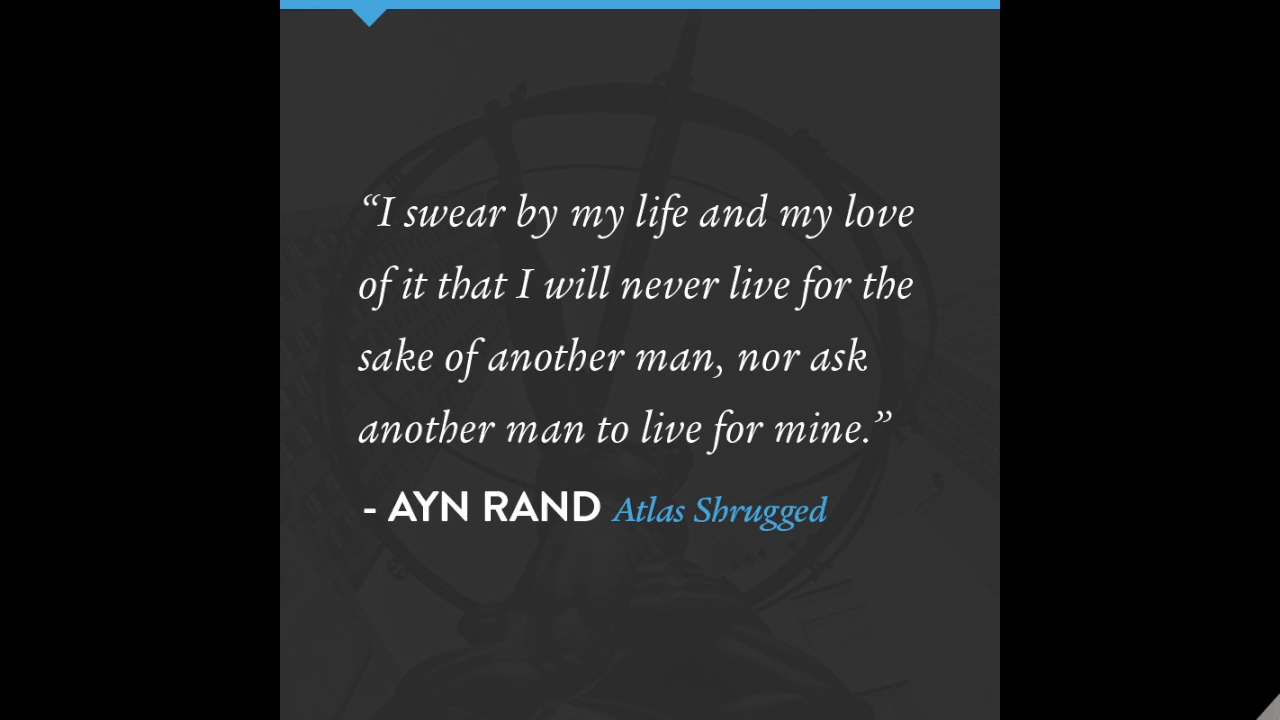 “I swear by my life and my love
of it that I will never live for the
sake of another man, nor ask
another man to live for mine.”
- AYN RAND Atlas Shrugged